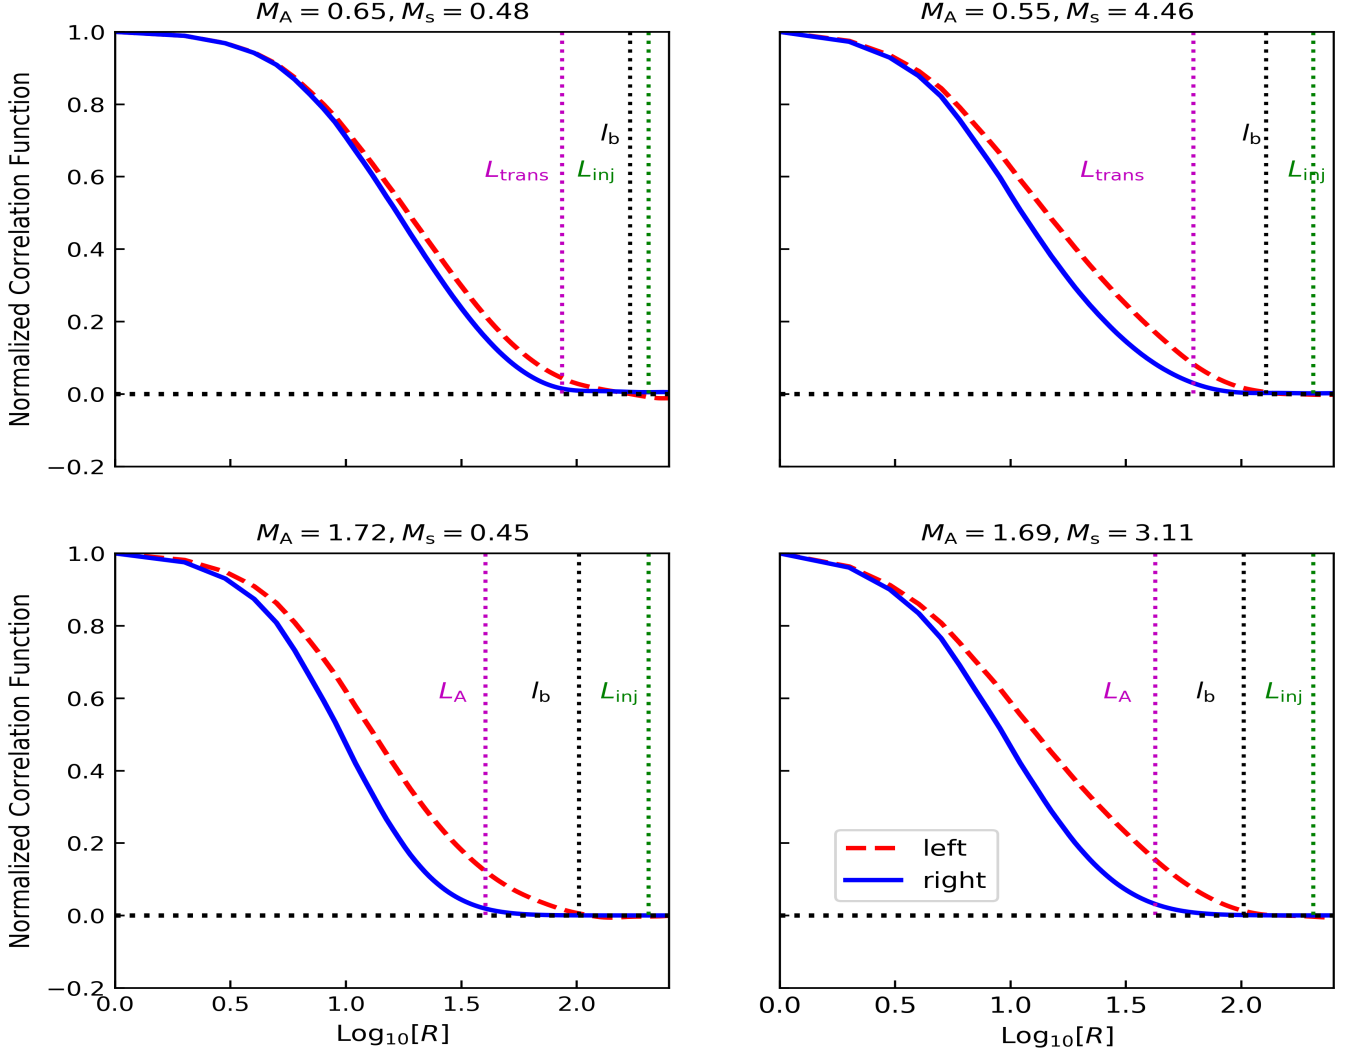 M_A = 0.65, M_s = 0.48
M_A = 0.55, M_s = 4.46
Normalized Correlation Function
1.0
0.8
0.6
0.4
0.2
0.0
−0.2
l_b
L_trans
L_inj
l_b
L_trans
L_inj
M_A = 1.72, M_s = 0.45
M_A = 1.69, M_s = 3.11
Normalized Correlation Function
1.0
0.8
0.6
0.4
0.2
0.0
−0.2
L_A l_b L_inj
L_A l_b L_inj
left
right
0.0 0.5 1.0 1.5 2.0
0.0 0.5 1.0 1.5 2.0
Log_10[R]
Log_10[R]